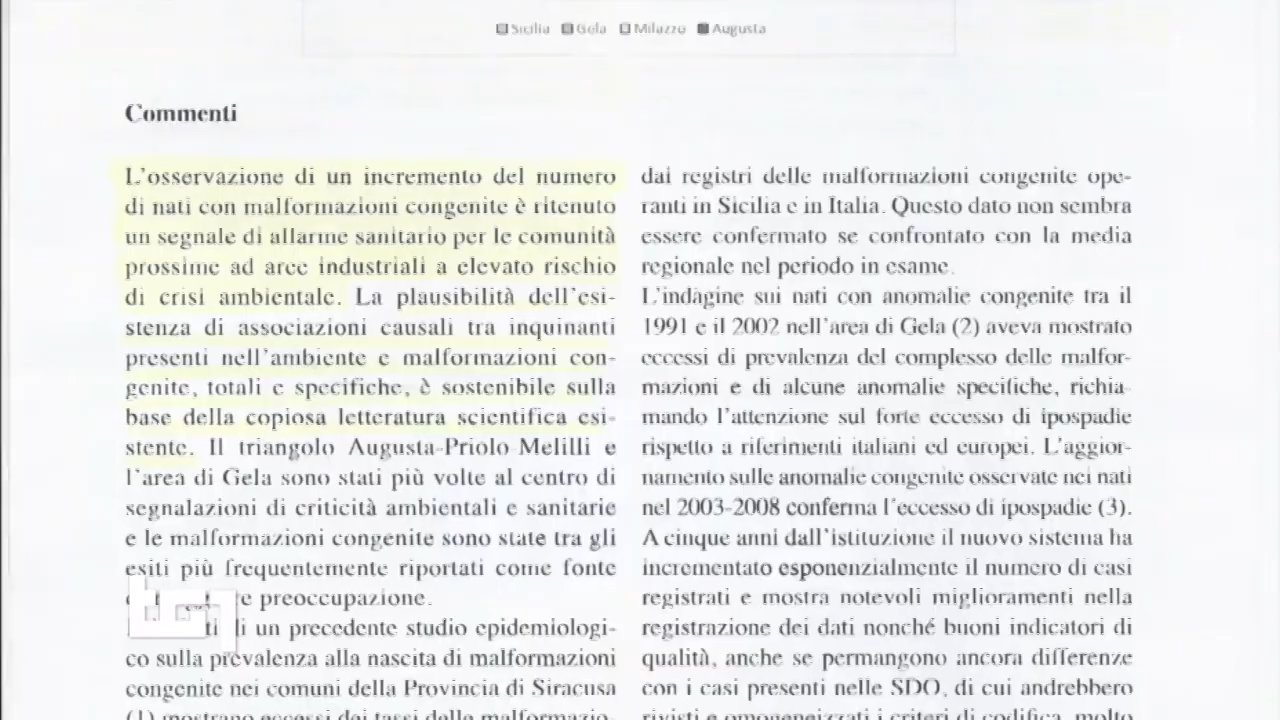 Sicilia Gela Milazzo Augusta
Commenti
L'osservazione di un incremento del numero
di nati con malformazioni congenite è ritenuto
un segnale di allarme sanitario per le comunità
prossime ad aree industriali a elevato rischio
di crisi ambientale. La plausibilità dell'esi-
stenza di associazioni causali tra inquinanti
presenti nell'ambiente e malformazioni con-
genite, totali e specifiche, è sostenibile sulla
base della copiosa letteratura scientifica esi-
stente. Il triangolo Augusta-Priolo Melilli e
l'area di Gela sono stati più volte al centro di
segnalazioni di criticità ambientali e sanitarie
e le malformazioni congenite sono state tra gli
esiti più frequentemente riportati come fonte
e preoccupazione.
di un precedente studio epidemiologi-
co sulla prevalenza alla nascita di malformazioni
congenite nei comuni della Provincia di Siracusa
(1) mostrano eccessi dei tassi delle malformazio-
dai registri delle malformazioni congenite ope-
ranti in Sicilia e in Italia. Questo dato non sembra
essere confermato se confrontato con la media
regionale nel periodo in esame.
L'indagine sui nati con anomalie congenite tra il
1991 e il 2002 nell'area di Gela (2) aveva mostrato
eccessi di prevalenza del complesso delle malfor-
mazioni e di alcune anomalie specifiche, richia-
mando l'attenzione sul forte eccesso di ipospadie
rispetto a riferimenti italiani ed europei. L'aggior-
namento sulle anomalie congenite osservate nei nati
nel 2003-2008 conferma l'eccesso di ipospadie (3).
A cinque anni dall'istituzione il nuovo sistema ha
incrementato esponenzialmente il numero di casi
registrati e mostra notevoli miglioramenti nella
registrazione dei dati nonché buoni indicatori di
qualità, anche se permangono ancora differenze
con i casi presenti nelle SDO, di cui andrebbero
rivisti e omogeneizzati i criteri di codifica, molto